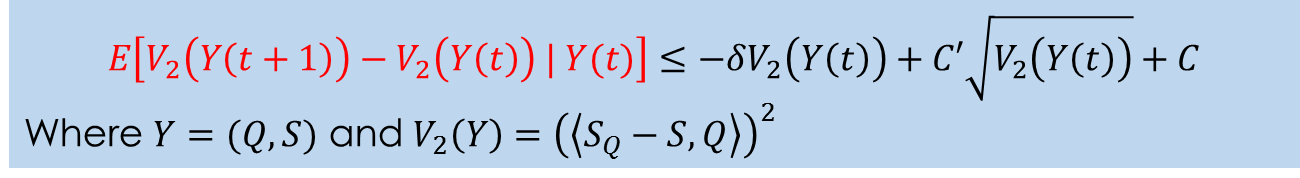 E[V₂(Y(t + 1)) − V₂(Y(t)) | Y(t)] ≤ −δV₂(Y(t)) + C′√(V₂(Y(t))) + C
Where Y = (Q, S) and V₂(Y) = (⟨S_Q − S, Q⟩)²